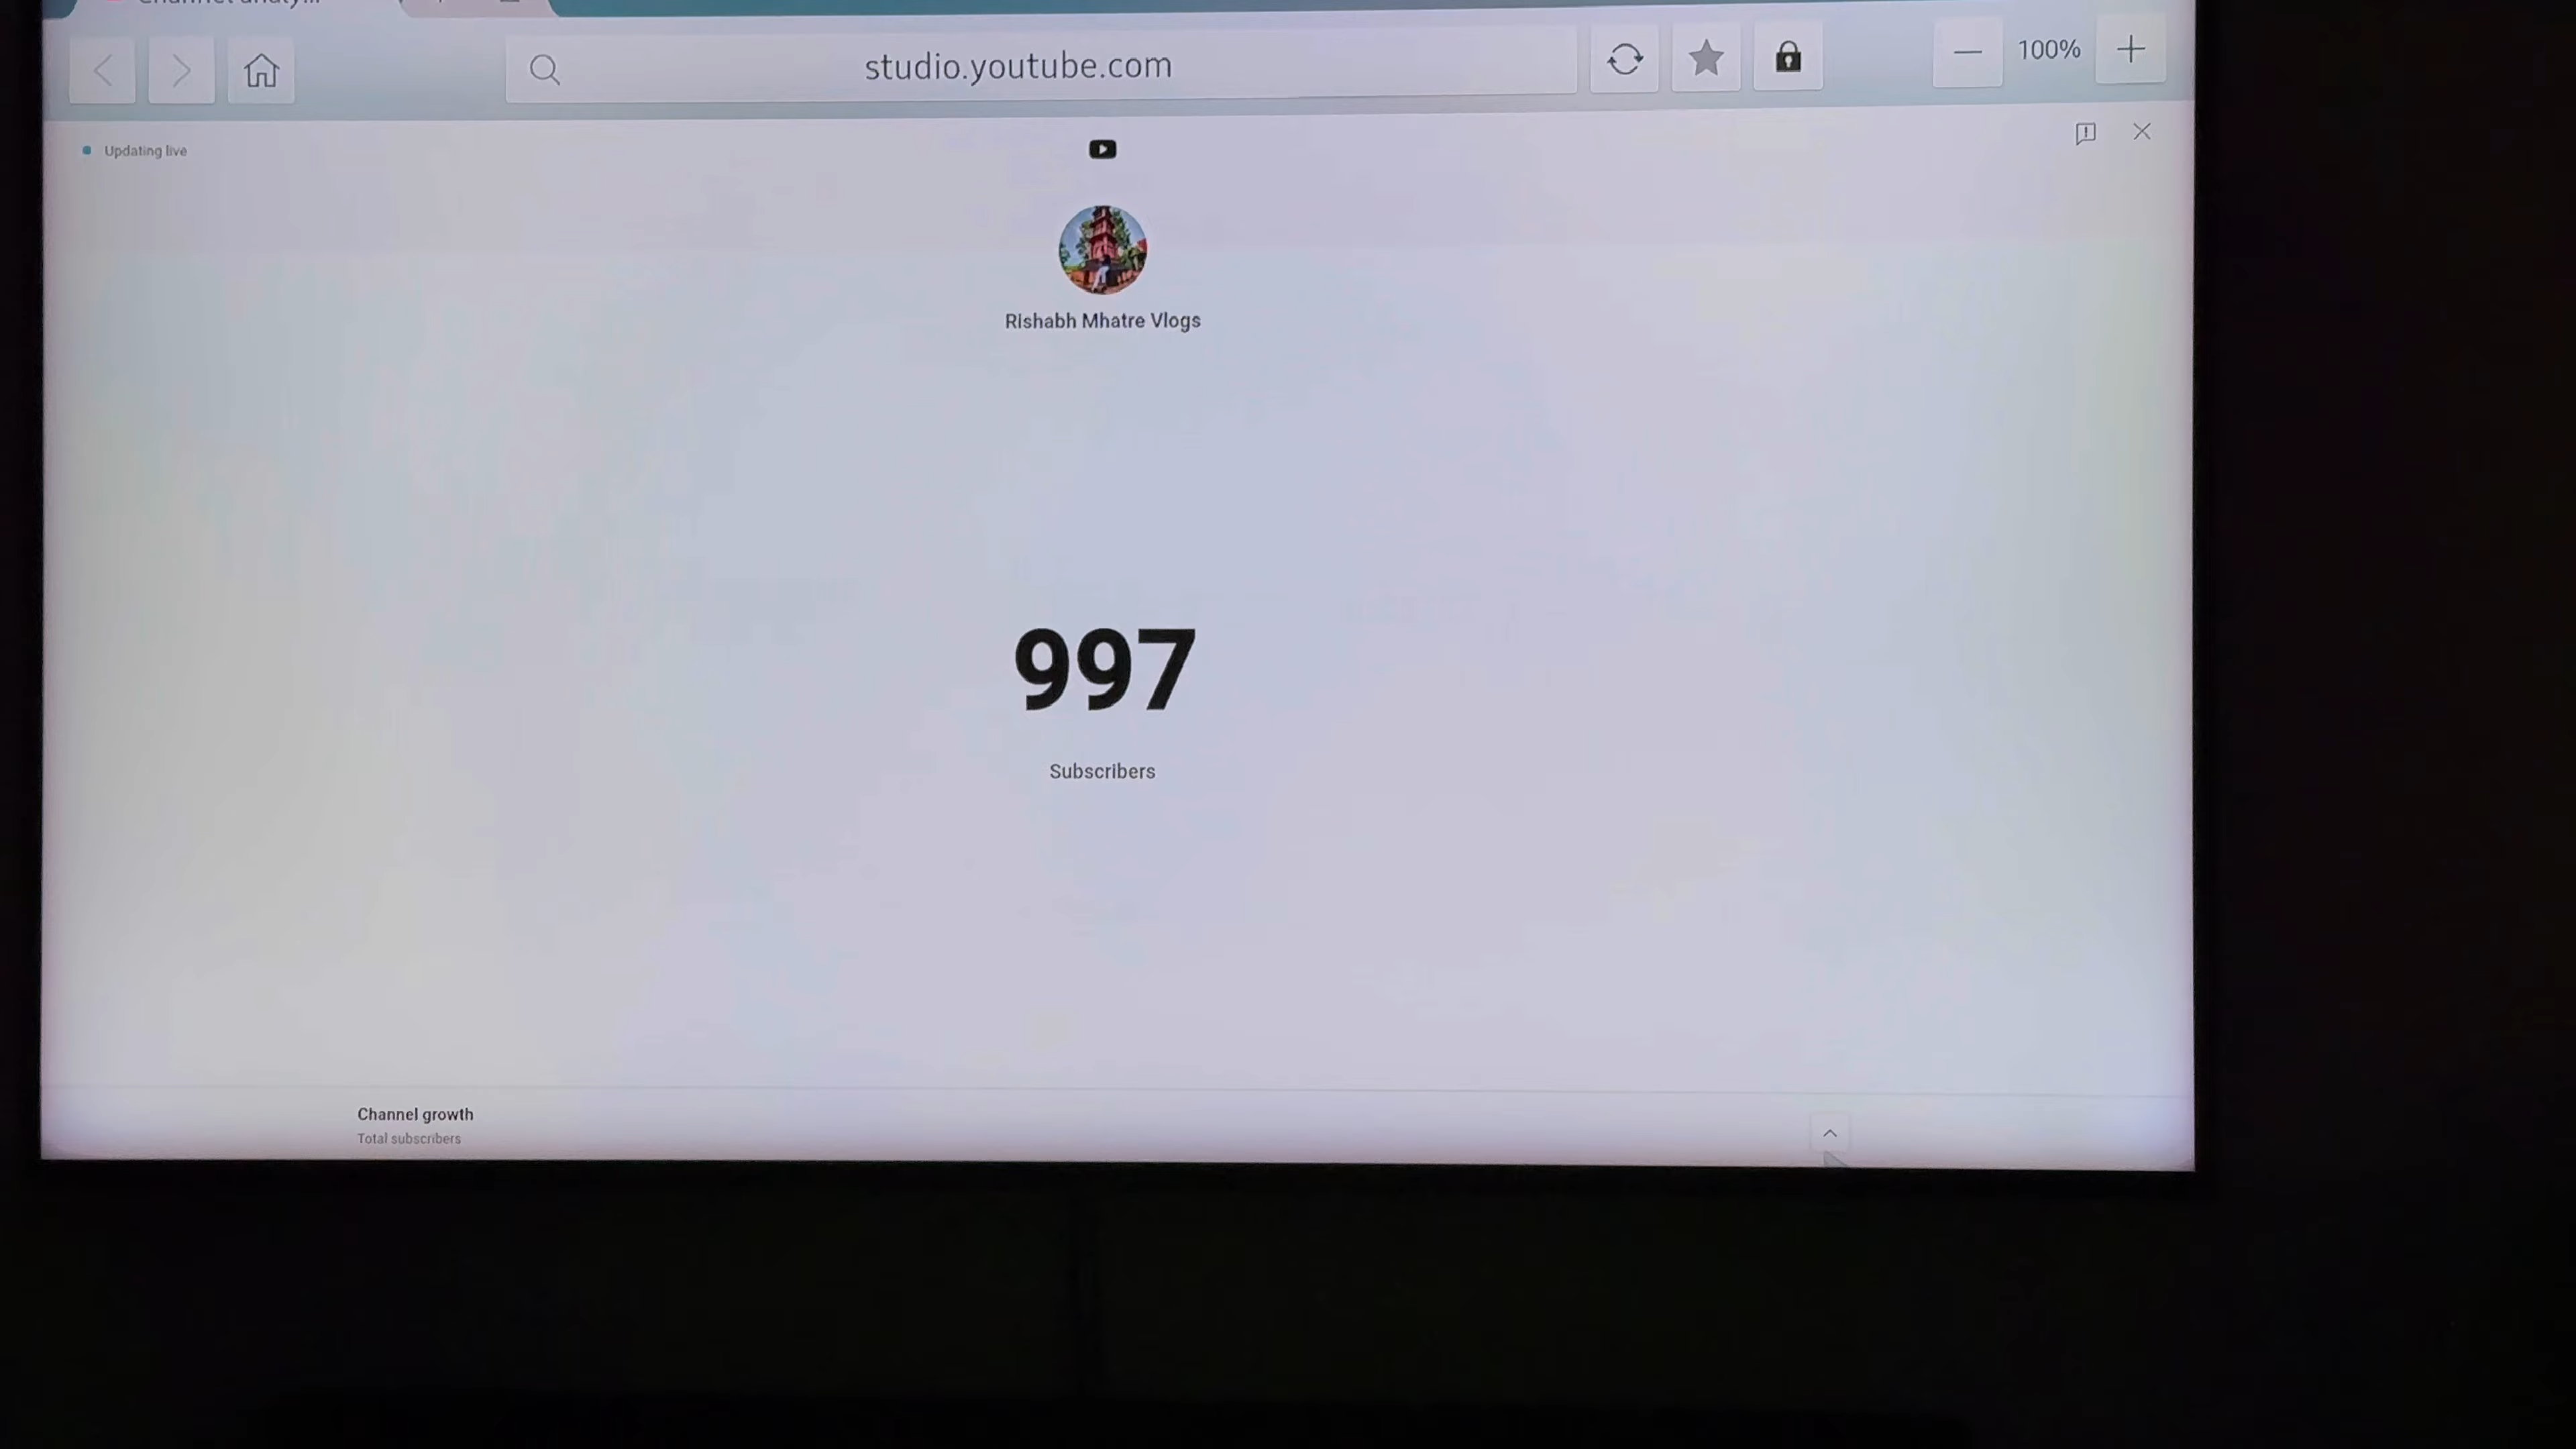 studio.youtube.com
100%
Updating live
Rishabh Mhatre Vlogs
997
Subscribers
Channel growth
Total subscribers